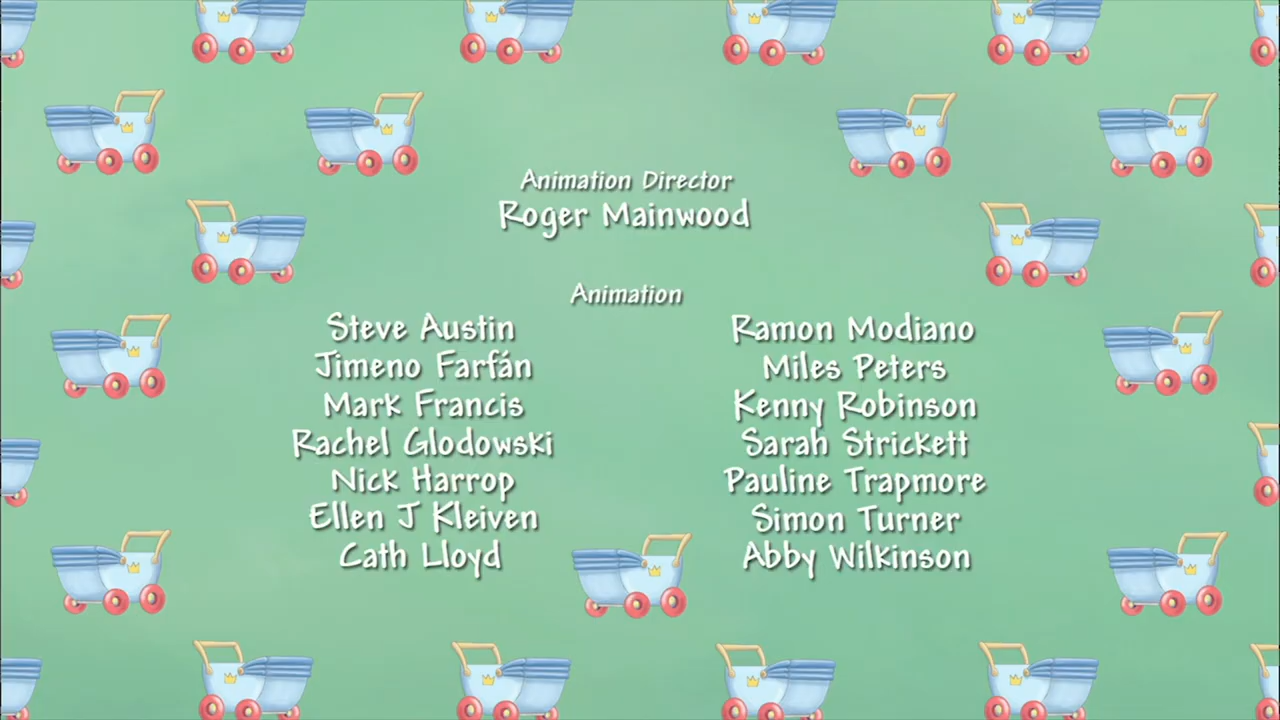 Animation Director
Roger Mainwood
Animation
Steve Austin
Jimeno Farfán
Mark Francis
Rachel Glodowski
Nick Harrop
Ellen J Kleiven
Cath Lloyd
Ramon Modiano
Miles Peters
Kenny Robinson
Sarah Strickett
Pauline Trapmore
Simon Turner
Abby Wilkinson